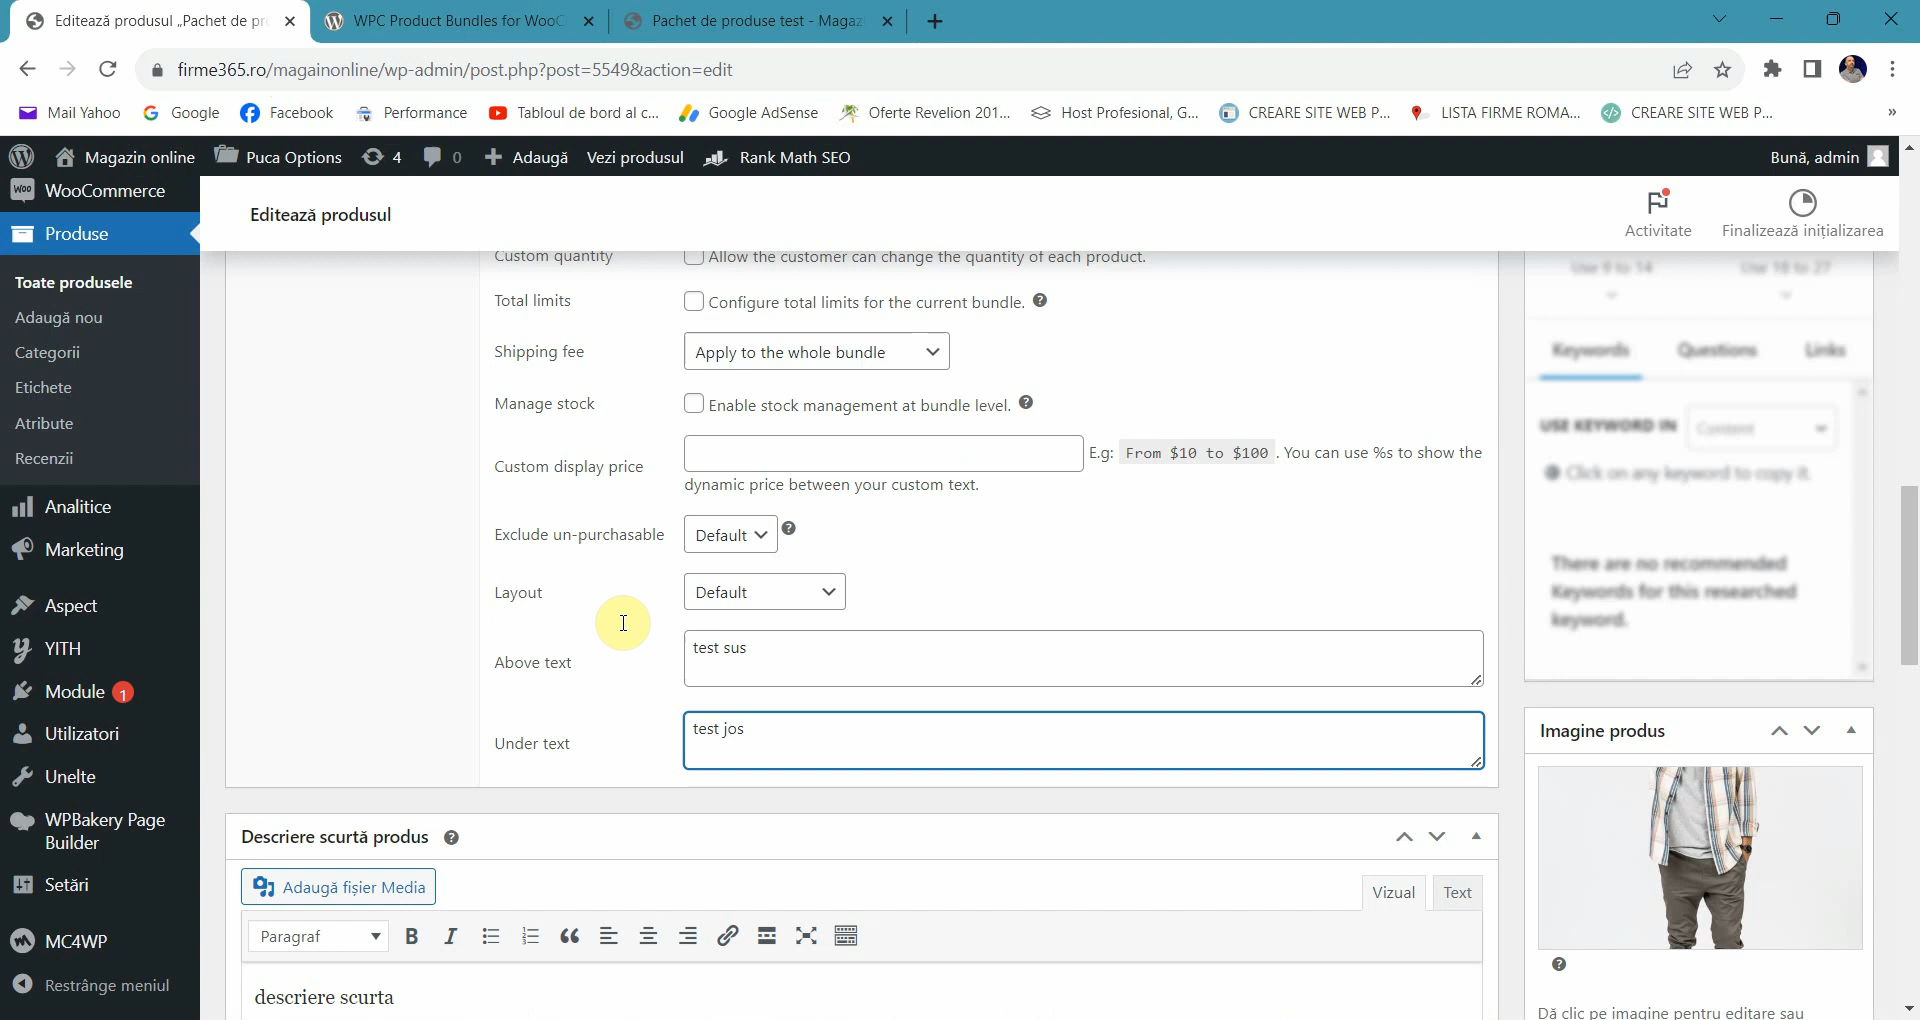 Editează produsul „Pachet de pr
WPC Product Bundles for WooC
Pachet de produse test - Magaz
firme365.ro/magainonline/wp-admin/post.php?post=5549&action=edit
Mail Yahoo
Google
Facebook
Performance
Tabloul de bord al c...
Google AdSense
Oferte Revelion 201...
Host Profesional, G...
CREARE SITE WEB P...
LISTA FIRME ROMA...
CREARE SITE WEB P...
»
Magazin online
Puca Options
4
0
Adaugă
Vezi produsul
Rank Math SEO
Bună, admin
WooCommerce
Produse
Toate produsele
Adaugă nou
Categorii
Etichete
Atribute
Recenzii
Analitice
Marketing
Aspect
YITH
Module 1
Utilizatori
Unelte
WPBakery Page
Builder
Setări
MC4WP
Restrânge meniul
Editează produsul
Activitate
Finalizează inițializarea
Custom quantity
Allow the customer can change the quantity of each product.
Total limits
Configure total limits for the current bundle.
Shipping fee
Apply to the whole bundle
Manage stock
Enable stock management at bundle level.
Custom display price
E.g: From $10 to $100 . You can use %s to show the
dynamic price between your custom text.
Exclude un-purchasable
Default
Layout
Default
Above text
test sus
Under text
test jos
Descriere scurtă produs
Adaugă fișier Media
Vizual
Text
Paragraf
B
I
descriere scurta
Use 9 to 14
Use 18 to 27
Keywords
Questions
Links
USE KEYWORD IN
Content
Click on any keyword to copy it.
There are no recommended
Keywords for this researched
keyword.
Imagine produs
Dă clic pe imagine pentru editare sau